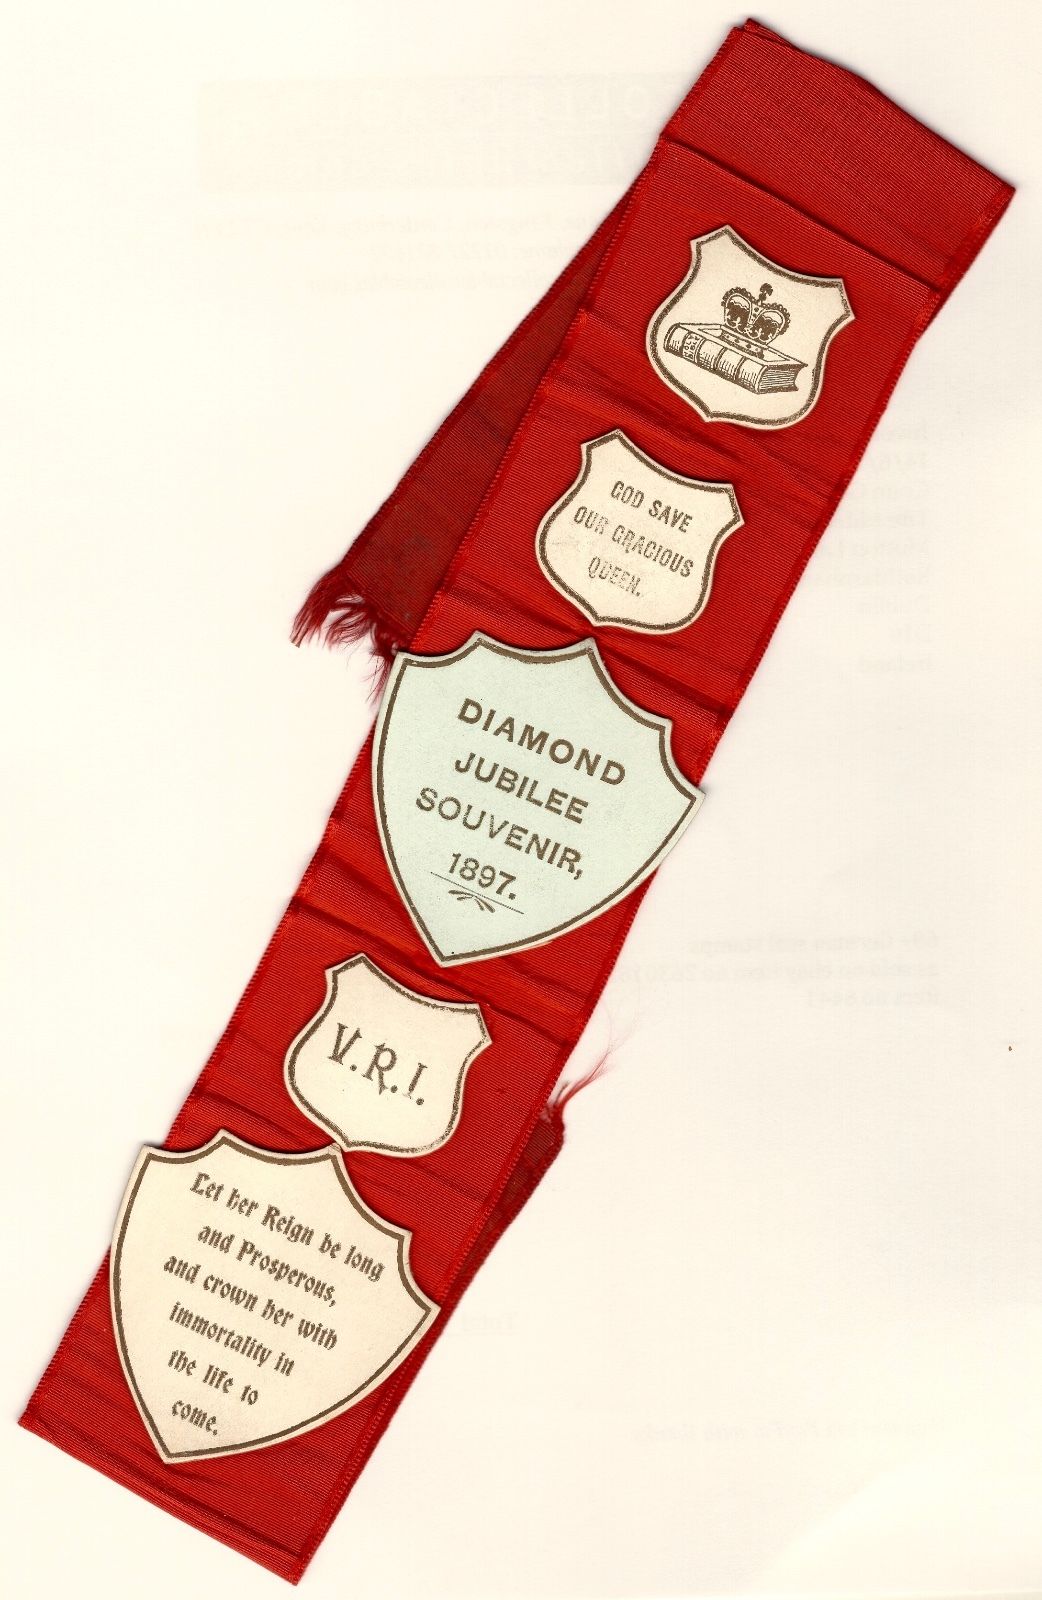 HOLY
GOD SAVE
OUR GRACIOUS
QUEEN.
DIAMOND
JUBILEE
SOUVENIR,
1897.
V.R.I.
Let her Reign be long
and Prosperous,
and crown her with
immortality in
the life to
come.